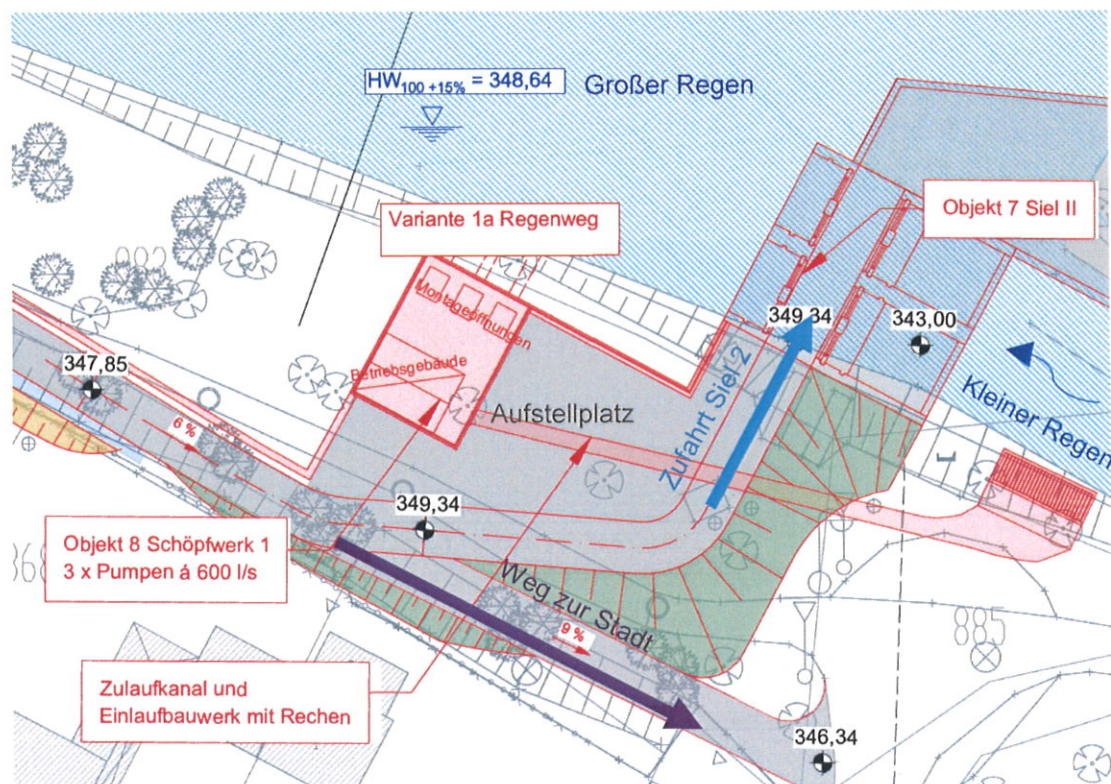 HW100 +15% = 348,64
Großer Regen
Variante 1a Regenweg
Objekt 7 Siel II
Montageöffnungen
Betriebsgebäude
349,34
343,00
347,85
Aufstellplatz
Zufahrt Siel 2
Kleiner Regen
6 %
349,34
Objekt 8 Schöpfwerk 1
3 x Pumpen á 600 l/s
Weg zur Stadt
9 %
885
Zulaufkanal und
Einlaufbauwerk mit Rechen
346,34